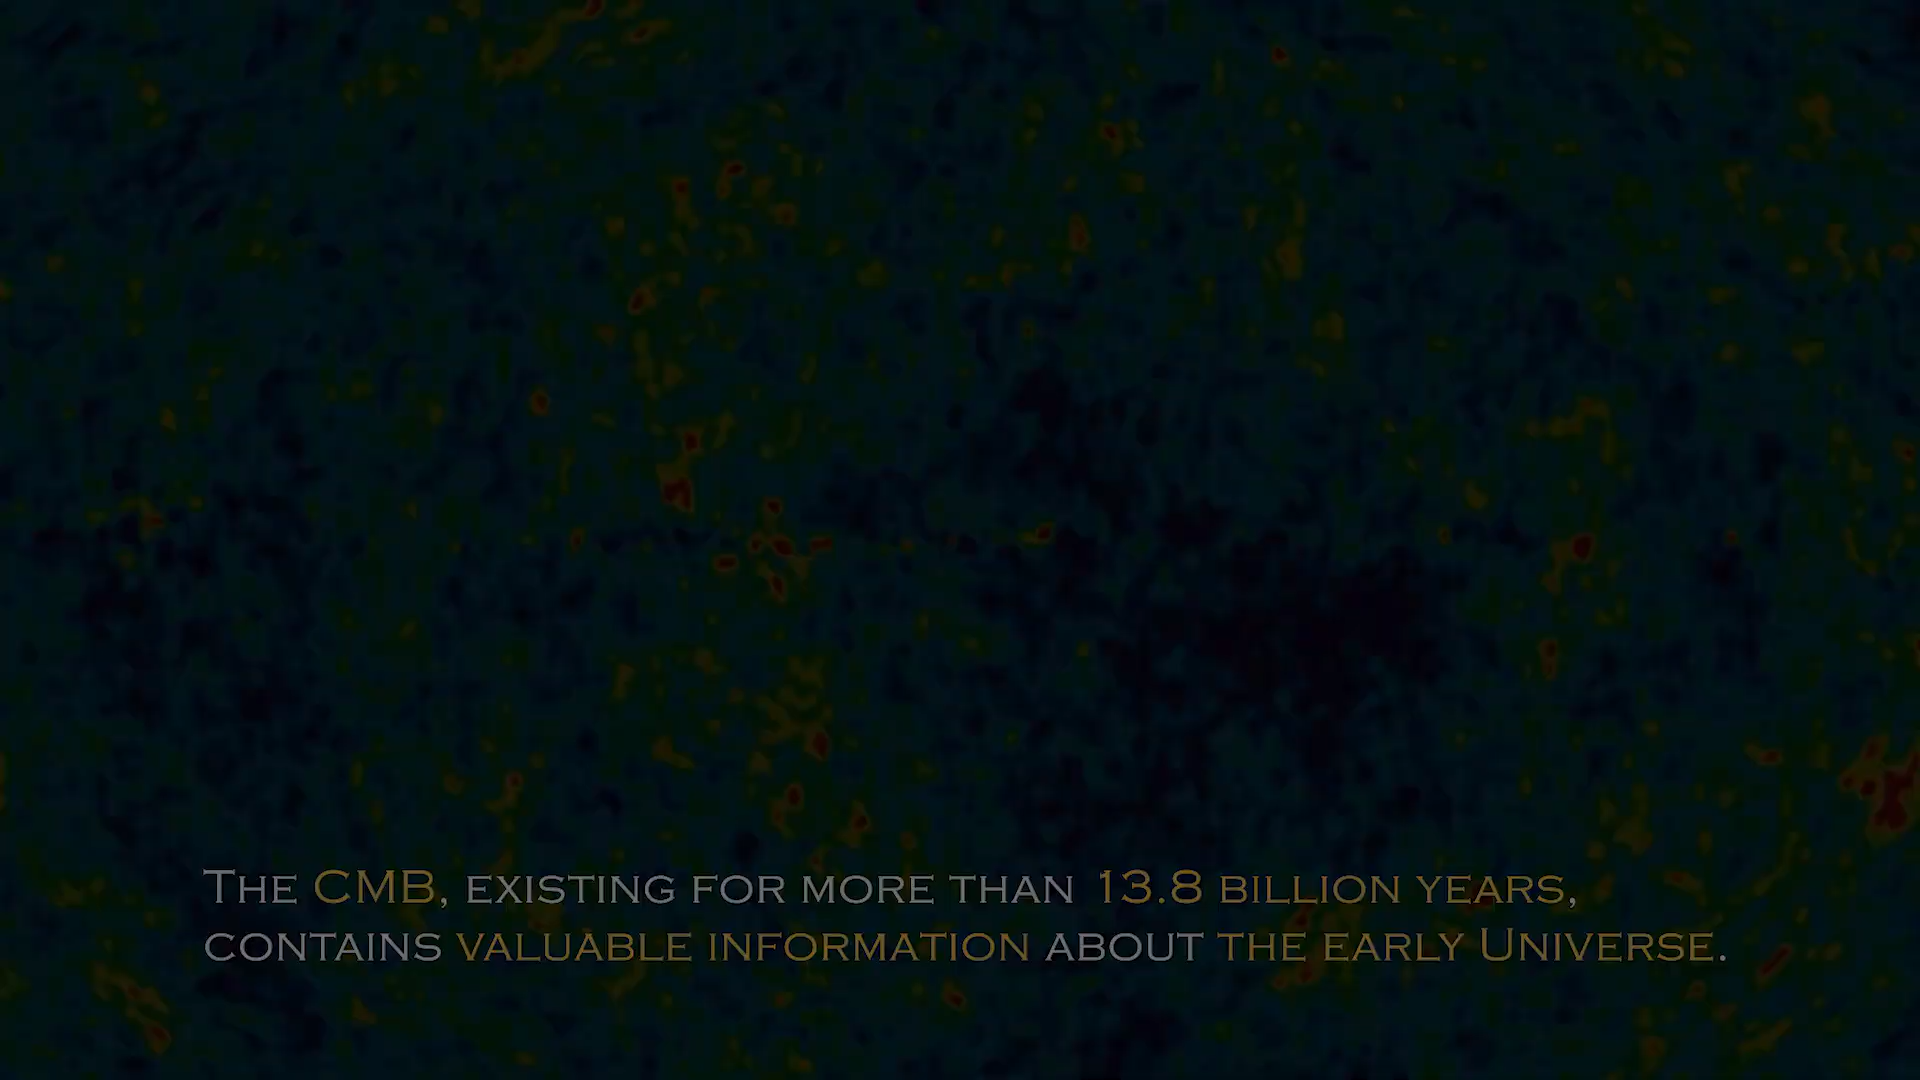 The CMB, existing for more than 13.8 billion years,
contains valuable information about the early Universe.